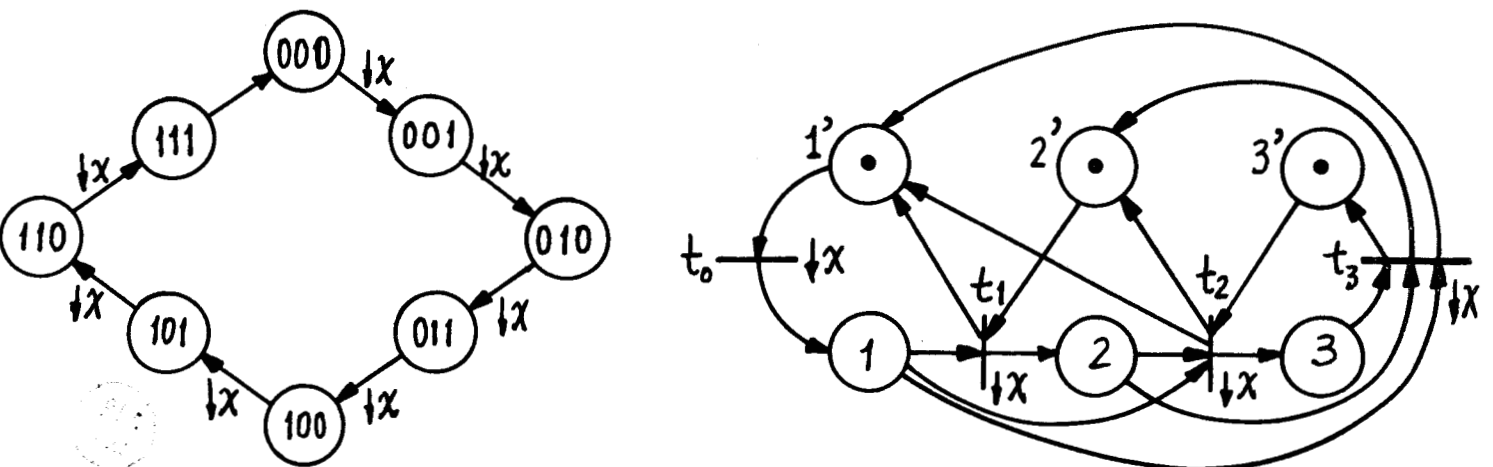 000
↓x
111
001
↓x
↓x
110
010
↓x
↓x
101
011
↓x
↓x
100
1'
2'
3'
t₀
↓x
t₁
t₂
t₃
↓x
1
2
3
↓x
↓x